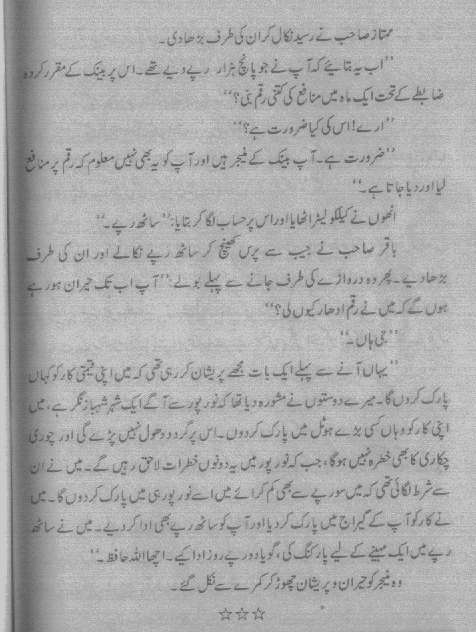 ممتاز صاحب نے رسید نکال کر ان کی طرف بڑھا دی۔
’’اب یہ بتائیے کہ آپ نے جو پانچ ہزار روپے دیے تھے۔ اس پر بینک کے مقرر کردہ
ضابطے کے تحت ایک ماہ میں منافع کی کتنی رقم بنی؟‘‘
’’ارے! اس کی کیا ضرورت ہے؟‘‘
’’ضرورت ہے۔ آپ بینک کے منیجر ہیں اور آپ کو یہ بھی نہیں معلوم کہ رقم پر منافع
لیا اور دیا جاتا ہے۔‘‘
انھوں نے کیلکولیٹر اٹھایا اور اس پر حساب لگا کر بتایا: ’’ساٹھ روپے۔‘‘
باقر صاحب نے جیب سے پرس کھینچ کر ساٹھ روپے نکالے اور ان کی طرف
بڑھا دیے۔ پھر وہ دروازے کی طرف جانے سے پہلے بولے: ’’آپ اب تک حیران ہو رہے
ہوں گے کہ میں نے رقم ادھار کیوں لی؟‘‘
’’جی ہاں۔‘‘
’’یہاں آنے سے پہلے ایک بات مجھے پریشان کر رہی تھی کہ میں اپنی قیمتی کار کو کہاں
پارک کروں گا۔ میرے دوستوں نے مشورہ دیا تھا کہ نور پور سے آگے ایک شہر شہباز نگر ہے، میں
اپنی کار کو وہاں کسی بڑے ہوٹل میں پارک کر دوں۔ اس پر گرد و دھول نہیں پڑے گی اور چوری
چکاری کا بھی خطرہ نہیں ہوگا، جب کہ نور پور میں یہ دونوں خطرات لاحق رہیں گے۔ میں نے ان
سے شرط لگائی تھی کہ میں سو روپے سے بھی کم کرائے میں اسے نور پور ہی میں پارک کر دوں گا۔ میں
نے کار کو آپ کے گیراج میں پارک کر دیا اور آپ کو ساٹھ روپے بھی ادا کر دیے۔ میں نے ساٹھ
روپے میں ایک مہینے کے لیے پارکنگ کی، گویا دو روپے روز ادا کیے۔ اچھا اللہ حافظ۔‘‘
وہ منیجر کو حیران و پریشان چھوڑ کر کمرے سے نکل گئے۔
☆☆☆